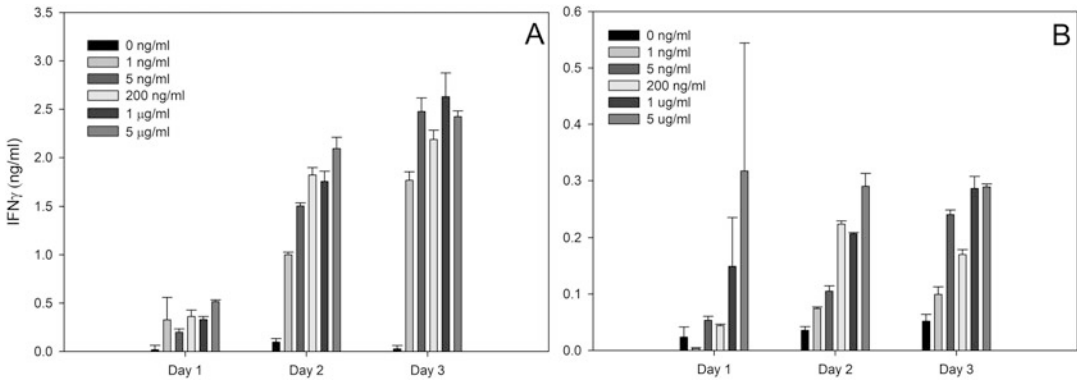 A
3.5
3.0
2.5
2.0
1.5
1.0
0.5
0.0
IFNγ (ng/ml)
0 ng/ml
1 ng/ml
5 ng/ml
200 ng/ml
1 μg/ml
5 μg/ml
Day 1 Day 2 Day 3
B
0.6
0.5
0.4
0.3
0.2
0.1
0.0
0 ng/ml
1 ng/ml
5 ng/ml
200 ng/ml
1 ug/ml
5 ug/ml
Day 1 Day 2 Day 3